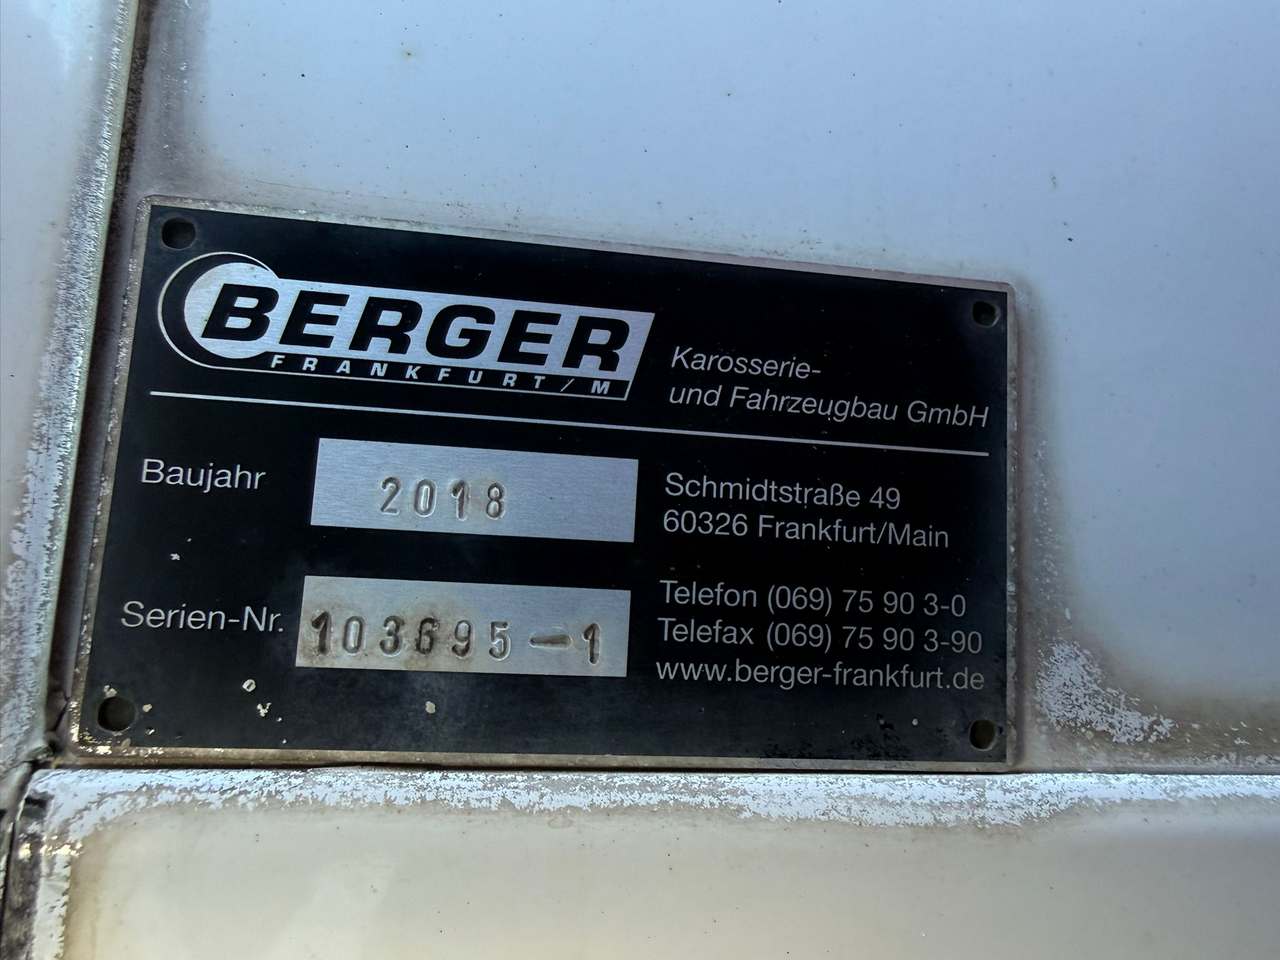 BERGER
FRANKFURT/M
Karosserie-
und Fahrzeugbau GmbH
Baujahr 2018
Schmidtstraße 49
60326 Frankfurt/Main
Serien-Nr. 103695-1
Telefon (069) 75 90 3-0
Telefax (069) 75 90 3-90
www.berger-frankfurt.de